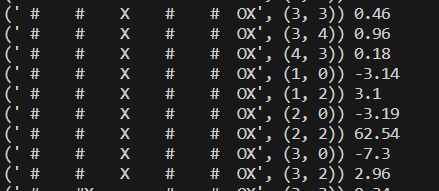 (' #    #    X    #    #  OX', (3, 3)) 0.46
(' #    #    X    #    #  OX', (3, 4)) 0.96
(' #    #    X    #    #  OX', (4, 3)) 0.18
(' #    #    X    #    #  OX', (1, 0)) -3.14
(' #    #    X    #    #  OX', (1, 2)) 3.1
(' #    #    X    #    #  OX', (2, 0)) -3.19
(' #    #    X    #    #  OX', (2, 2)) 62.54
(' #    #    X    #    #  OX', (3, 0)) -7.3
(' #    #    X    #    #  OX', (3, 2)) 2.96